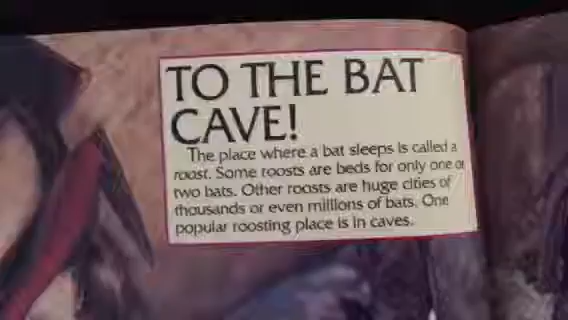 TO THE BAT
CAVE!
The place where a bat sleeps is called a
roost. Some roosts are beds for only one or
two bats. Other roosts are huge cities of
thousands or even millions of bats. One
popular roosting place is in caves.